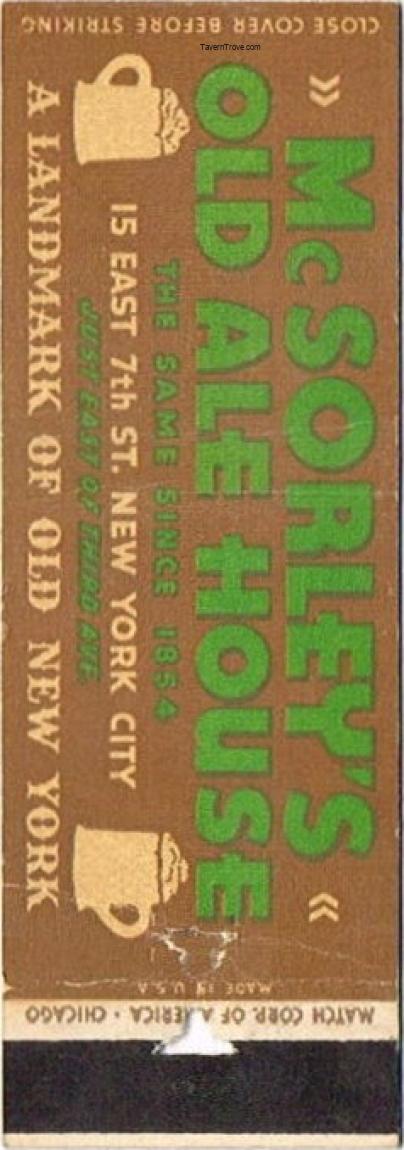 TavernTrove.com
CLOSE COVER BEFORE STRIKING
» McSORLEY'S «
OLD ALE HOUSE
THE SAME SINCE 1854
15 EAST 7th ST. NEW YORK CITY
JUST EAST OF THIRD AVE.
A LANDMARK OF OLD NEW YORK
MADE IN U.S.A.
MATCH CORP. OF AMERICA • CHICAGO